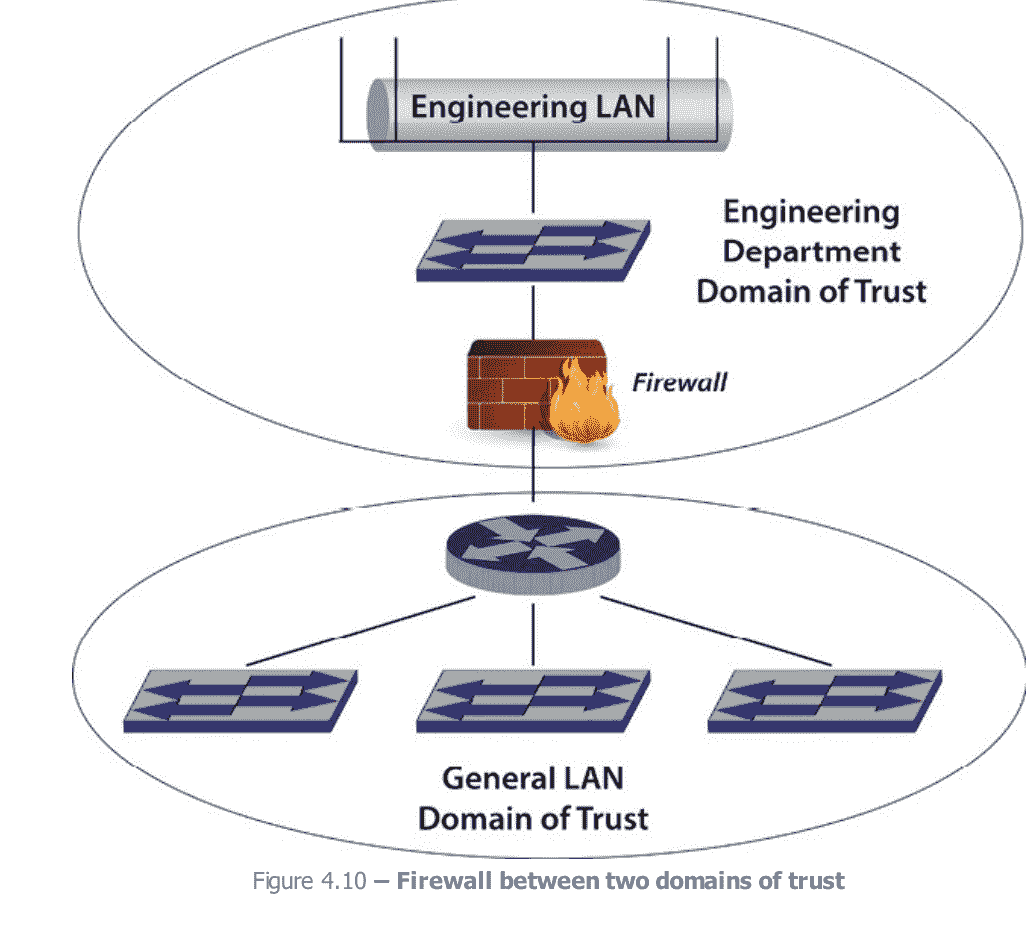 Engineering LAN
Engineering
Department
Domain of Trust
Firewall
General LAN
Domain of Trust
Figure 4.10 – Firewall between two domains of trust